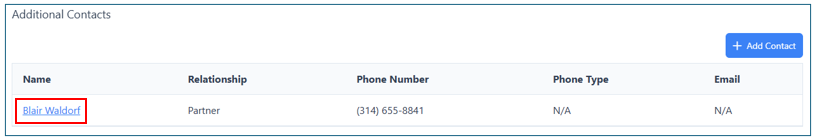 Additional Contacts
+ Add Contact
Name Relationship Phone Number Phone Type Email
Blair Waldorf Partner (314) 655-8841 N/A N/A